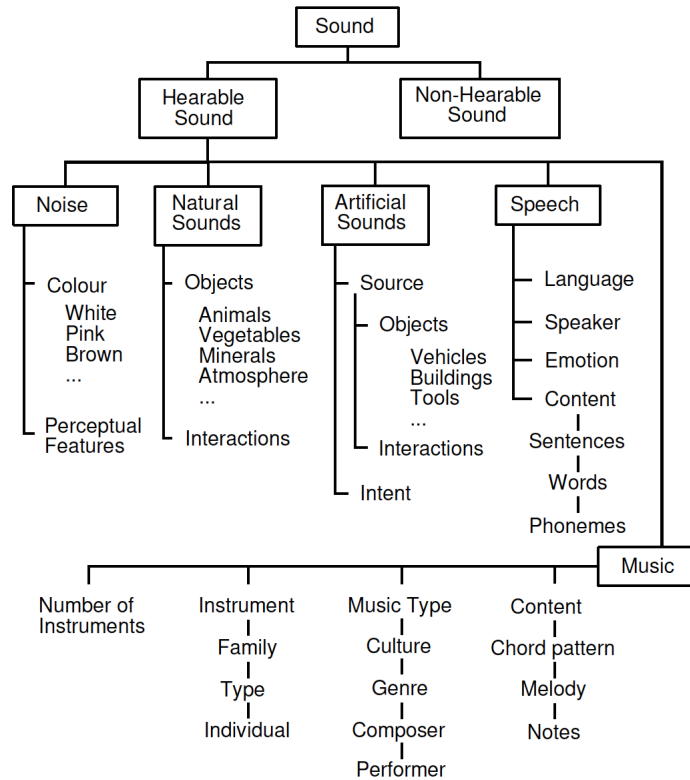 Sound
Hearable
Sound
Non-Hearable
Sound
Noise
Natural
Sounds
Artificial
Sounds
Speech
Colour
White
Pink
Brown
...
Perceptual
Features
Objects
Animals
Vegetables
Minerals
Atmosphere
...
Interactions
Source
Objects
Vehicles
Buildings
Tools
...
Interactions
Intent
Language
Speaker
Emotion
Content
Sentences
Words
Phonemes
Music
Number of
Instruments
Instrument
Family
Type
Individual
Music Type
Culture
Genre
Composer
Performer
Content
Chord pattern
Melody
Notes